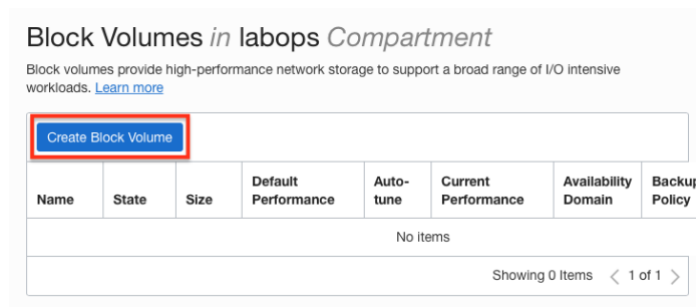 Block Volumes in labops Compartment
Block volumes provide high-performance network storage to support a broad range of I/O intensive
workloads. Learn more
Create Block Volume
Name State Size Default Performance Auto-tune Current Performance Availability Domain Backup Policy
No items
Showing 0 Items < 1 of 1 >